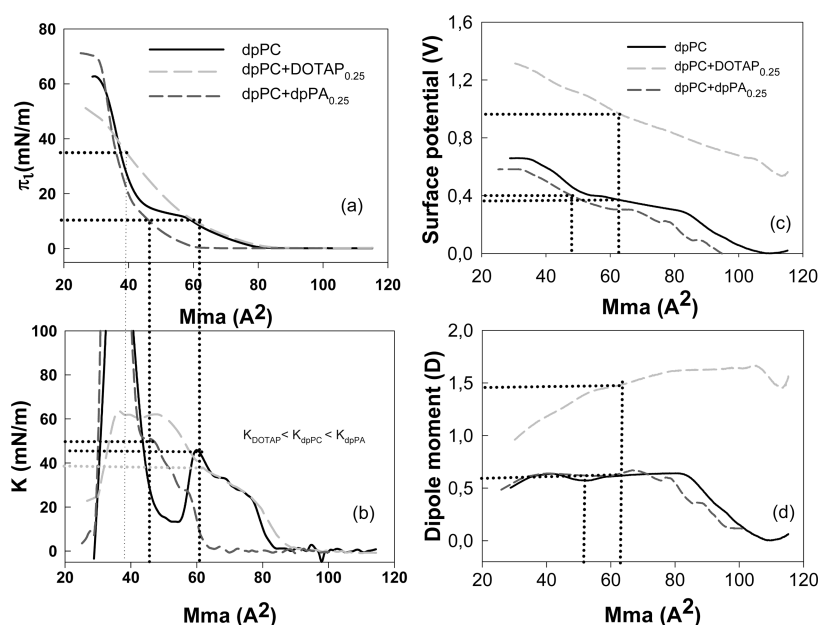 80
60
40
20
0
π₁(mN/m)
dpPC
dpPC+DOTAP₀.₂₅
dpPC+dpPA₀.₂₅
(a)
20 40 60 80 100 120
Mma (A²)
100
80
60
40
20
0
K (mN/m)
K_DOTAP< K_dpPC < K_dpPA
(b)
20 40 60 80 100 120
Mma (A²)
1,6
1,2
0,8
0,4
0,0
Surface potential (V)
dpPC
dpPC+DOTAP₀.₂₅
dpPC+dpPA₀.₂₅
(c)
20 40 60 80 100 120
Mma (A²)
2,0
1,5
1,0
0,5
0,0
Dipole moment (D)
(d)
20 40 60 80 100 120
Mma (A²)